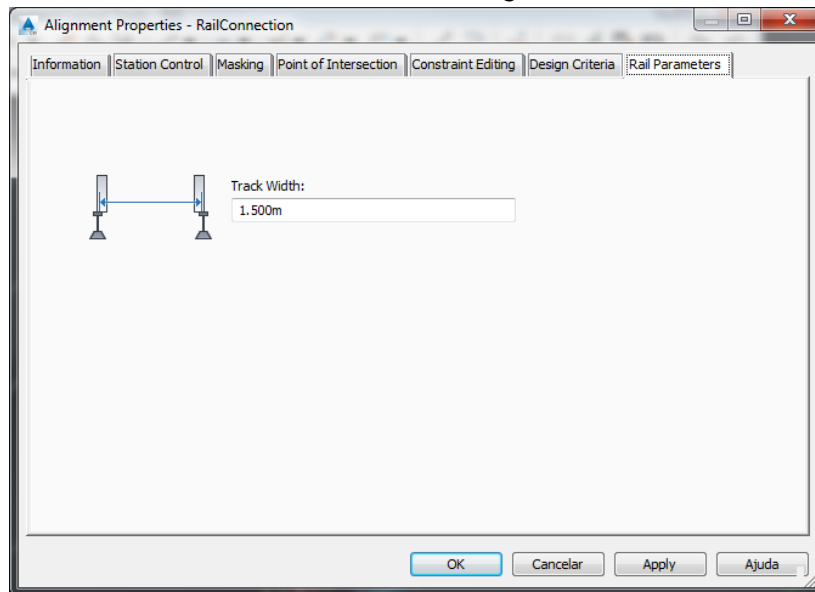 Alignment Properties - RailConnection
Information Station Control Masking Point of Intersection Constraint Editing Design Criteria Rail Parameters
Track Width:
1.500m
OK Cancelar Apply Ajuda